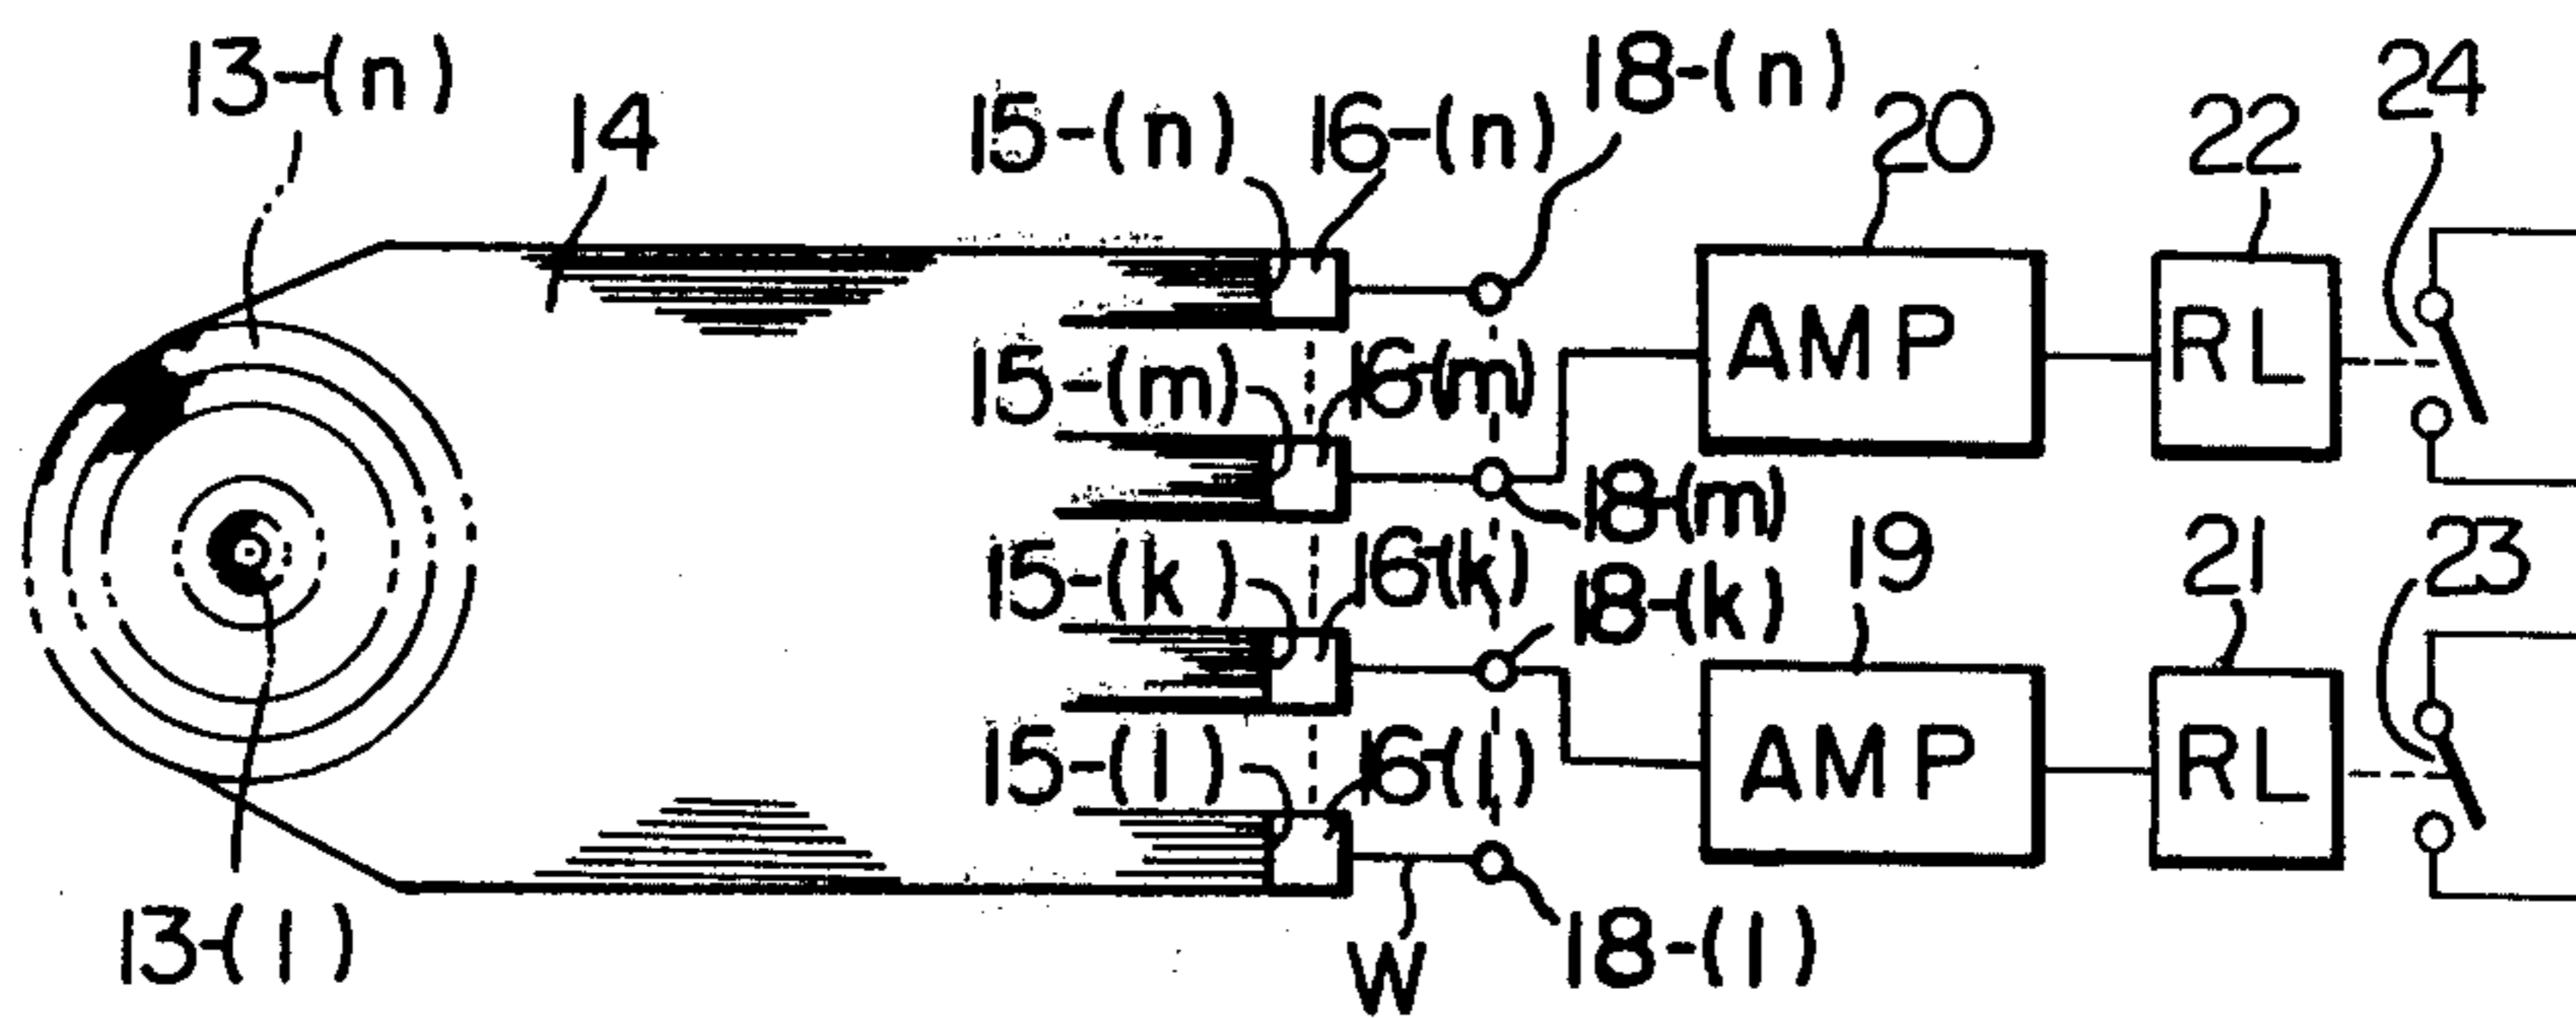 13-(n)
14
15-(n)
16-(n)
18-(n)
20
22
24
AMP
RL
15-(m)
16-(m)
18-(m)
15-(k)
16-(k)
18-(k)
19
21
23
AMP
RL
15-(1)
16-(1)
13-(1)
W
18-(1)